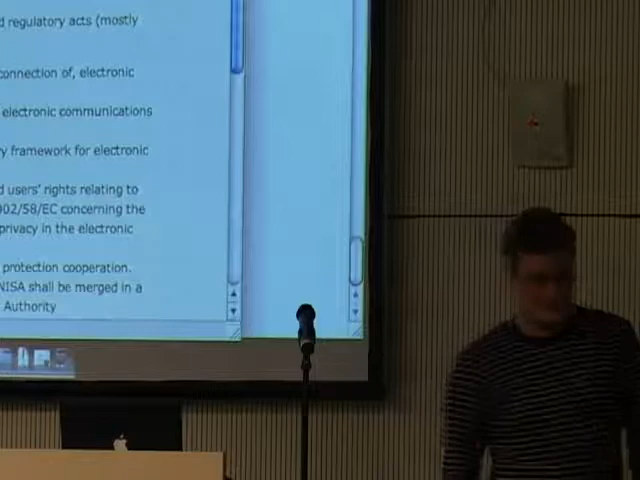 d regulatory acts (mostly
connection of, electronic
electronic communications
y framework for electronic
d users' rights relating to
002/58/EC concerning the
privacy in the electronic
protection cooperation.
NISA shall be merged in a
Authority